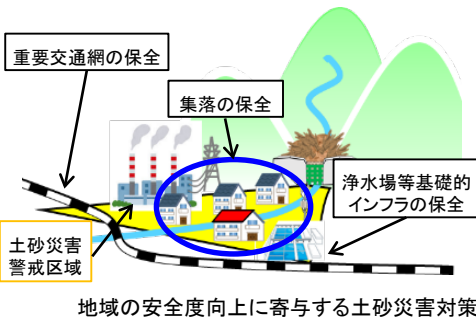 重要交通網の保全
集落の保全
浄水場等基礎的
インフラの保全
土砂災害
警戒区域
地域の安全度向上に寄与する土砂災害対策